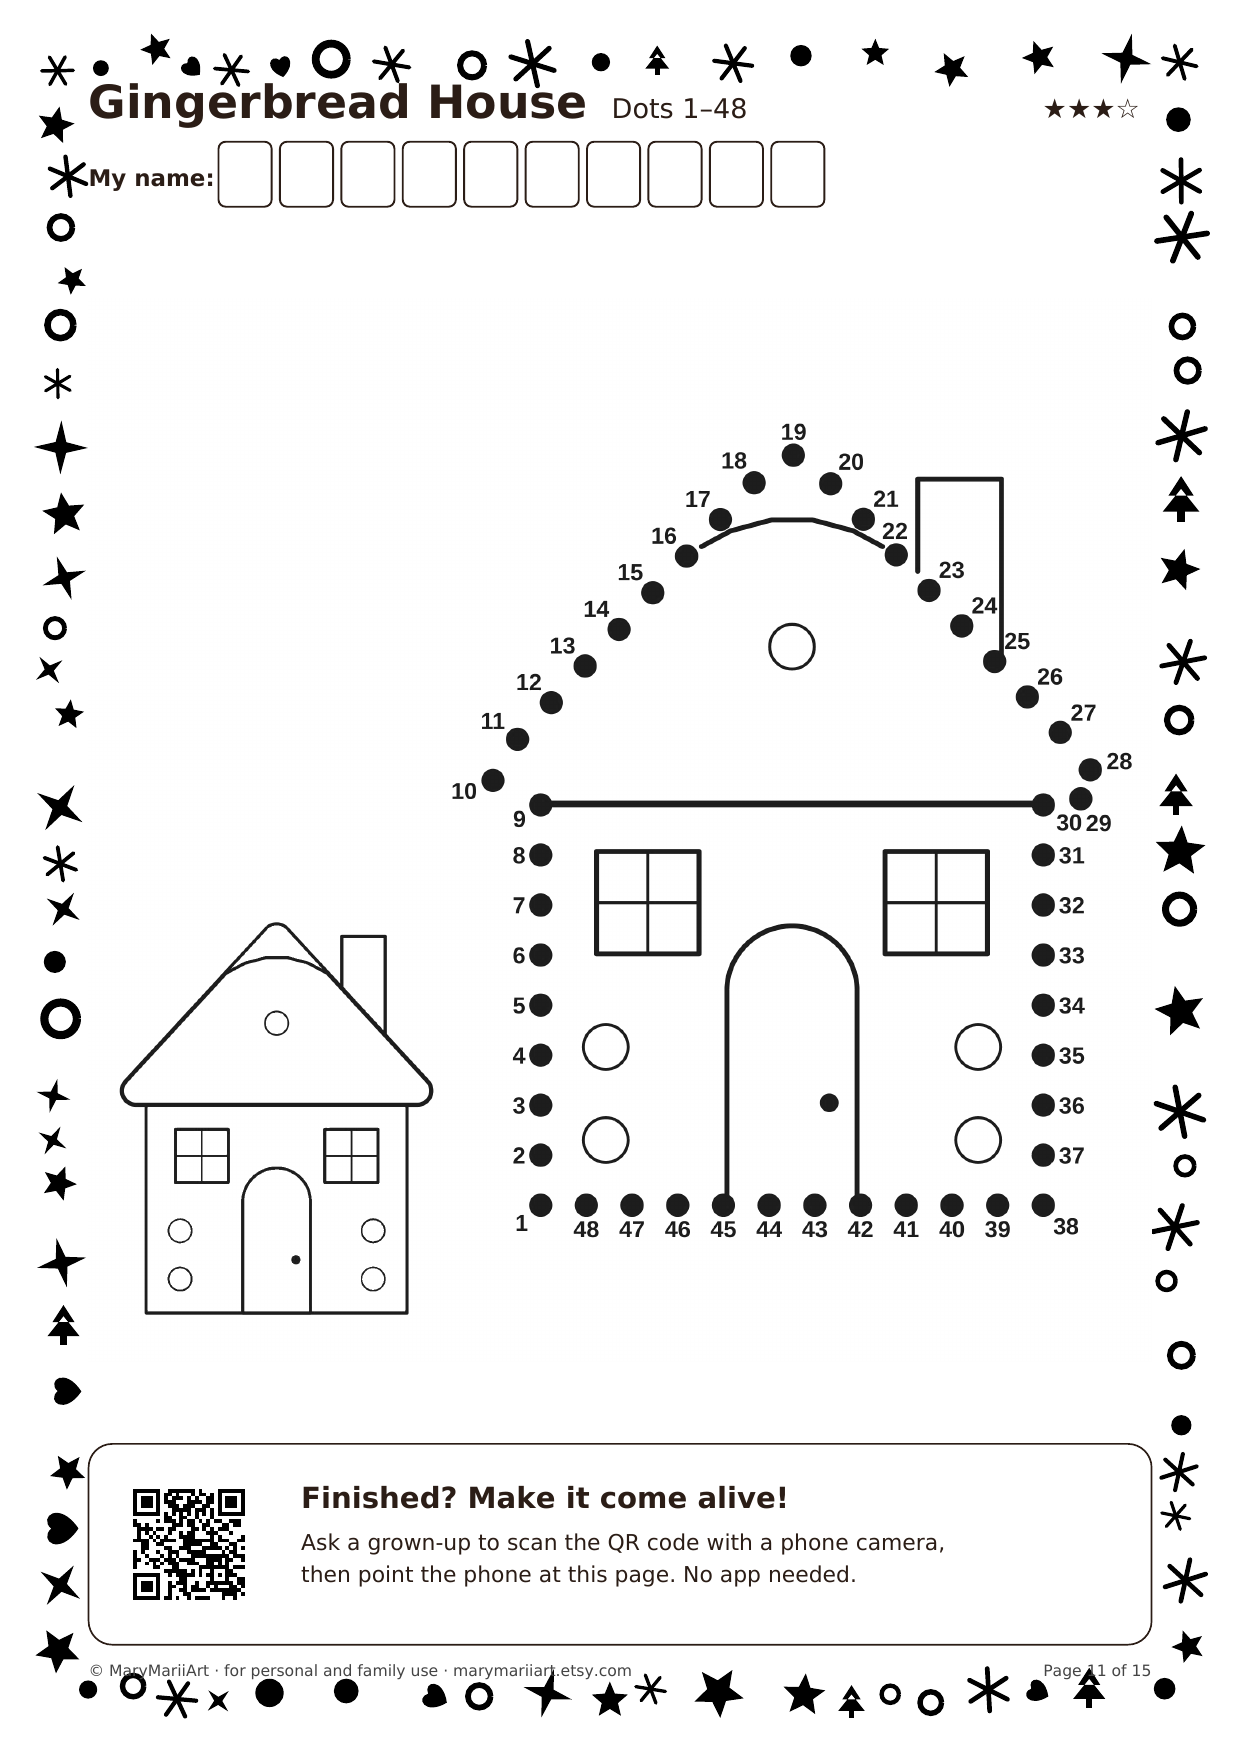 Gingerbread House Dots 1–48 ★★★☆
My name:
19
18 20
17 21
16 22
15 23
14 24
13 25
12 26
11 27
10 28
9 30 29
8 31
7 32
6 33
5 34
4 35
3 36
2 37
1 48 47 46 45 44 43 42 41 40 39 38
Finished? Make it come alive!
Ask a grown-up to scan the QR code with a phone camera,
then point the phone at this page. No app needed.
© MaryMariiArt · for personal and family use · marymariiart.etsy.com Page 11 of 15